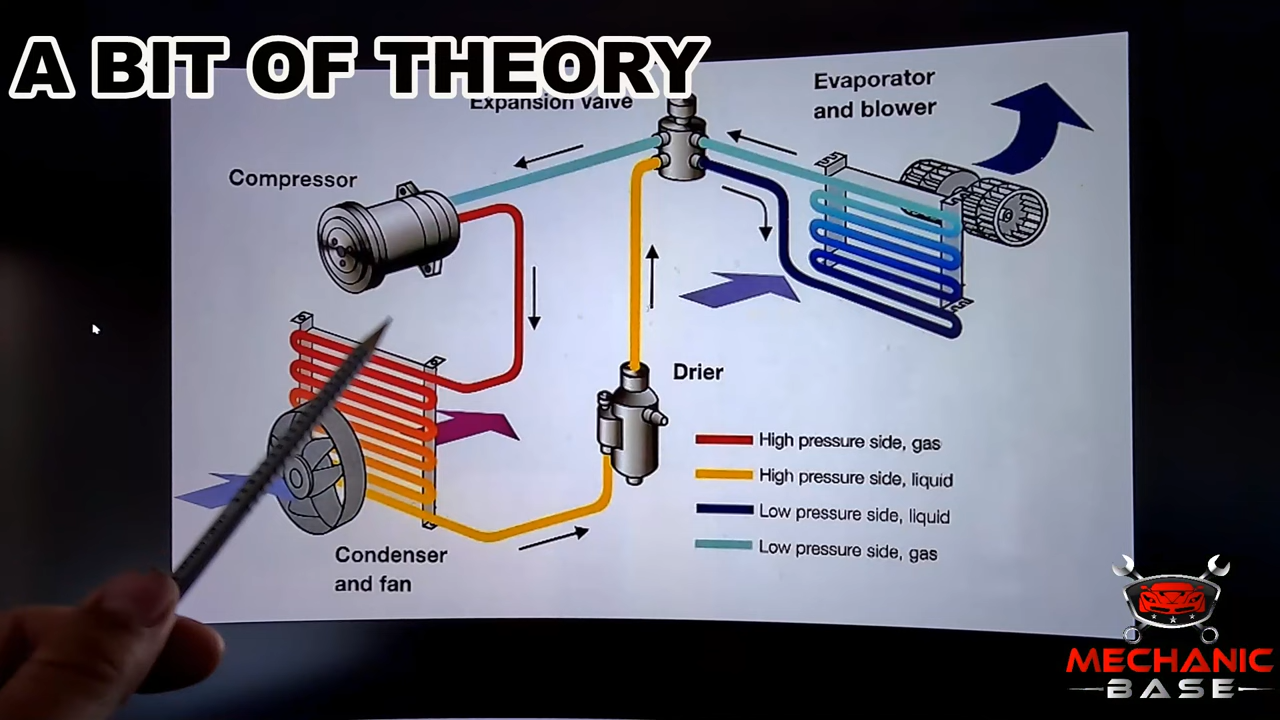 A BIT OF THEORY
Expansion valve
Evaporator
and blower
Compressor
Drier
High pressure side, gas
High pressure side, liquid
Low pressure side, liquid
Low pressure side, gas
Condenser
and fan
MECHANIC
BASE